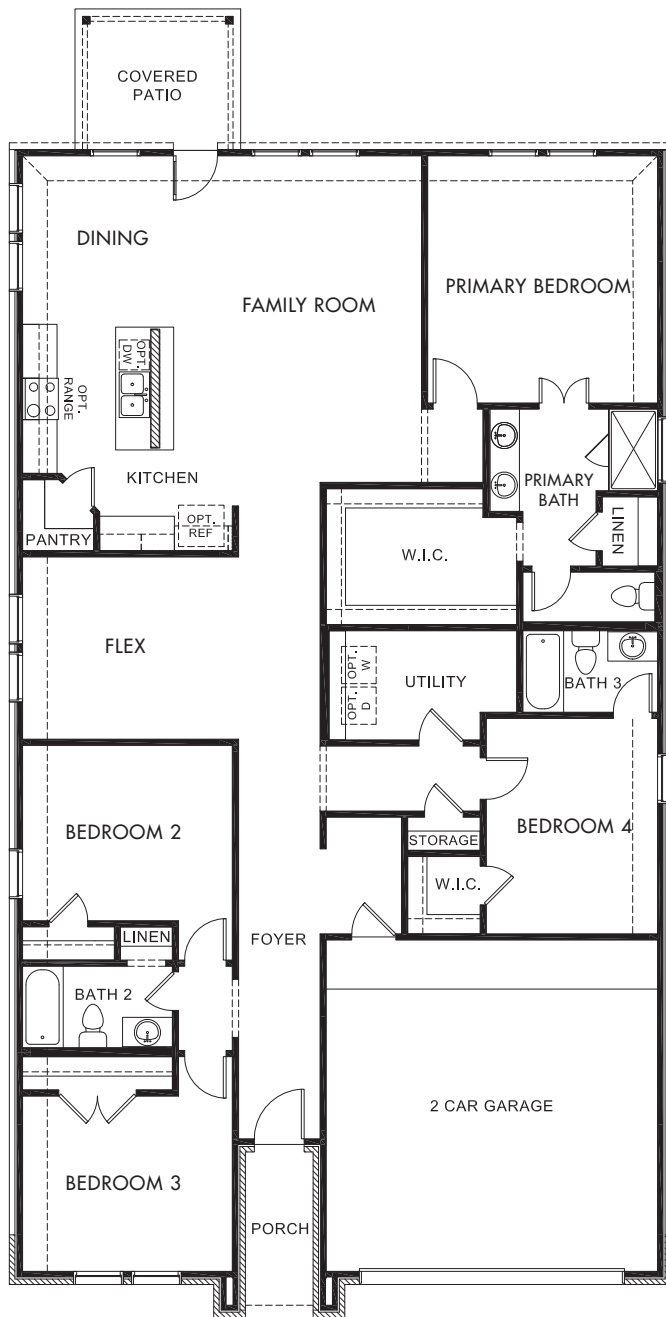 COVERED
PATIO
DINING
FAMILY ROOM
PRIMARY BEDROOM
OPT.
DW
OPT.
RANGE
KITCHEN
PRIMARY
BATH
OPT.
REF
PANTRY
LINEN
W.I.C.
FLEX
OPT.
W
OPT.
D
UTILITY
BATH 3
BEDROOM 2
BEDROOM 4
STORAGE
W.I.C.
LINEN
FOYER
BATH 2
2 CAR GARAGE
BEDROOM 3
PORCH